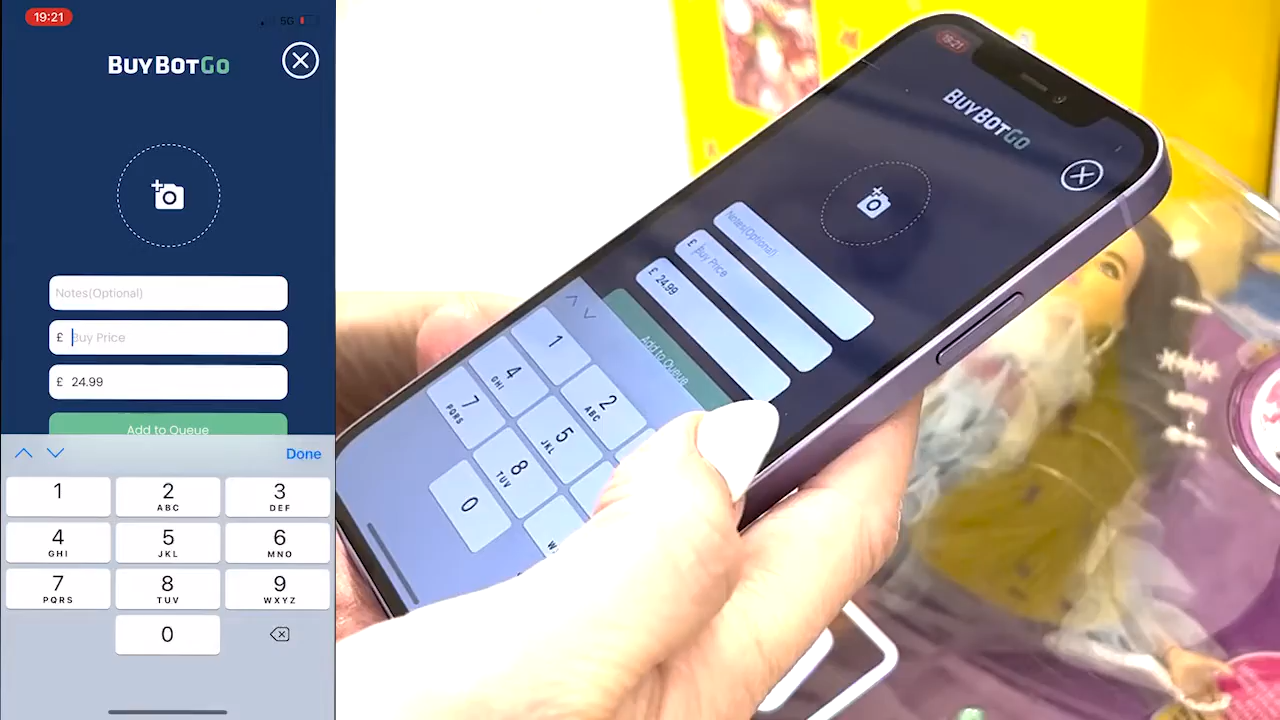 19:21
5G
BUYBOTGO
Notes(Optional)
£ Buy Price
£ 24.99
Add to Queue
Done
1
2
ABC
3
DEF
4
GHI
5
JKL
6
MNO
7
PQRS
8
TUV
9
WXYZ
0
19:21
BUYBOTGO
Notes(Optional)
£ Buy Price
£ 24.99
Add to Queue
1
2
ABC
4
GHI
5
JKL
7
PQRS
8
TUV
0